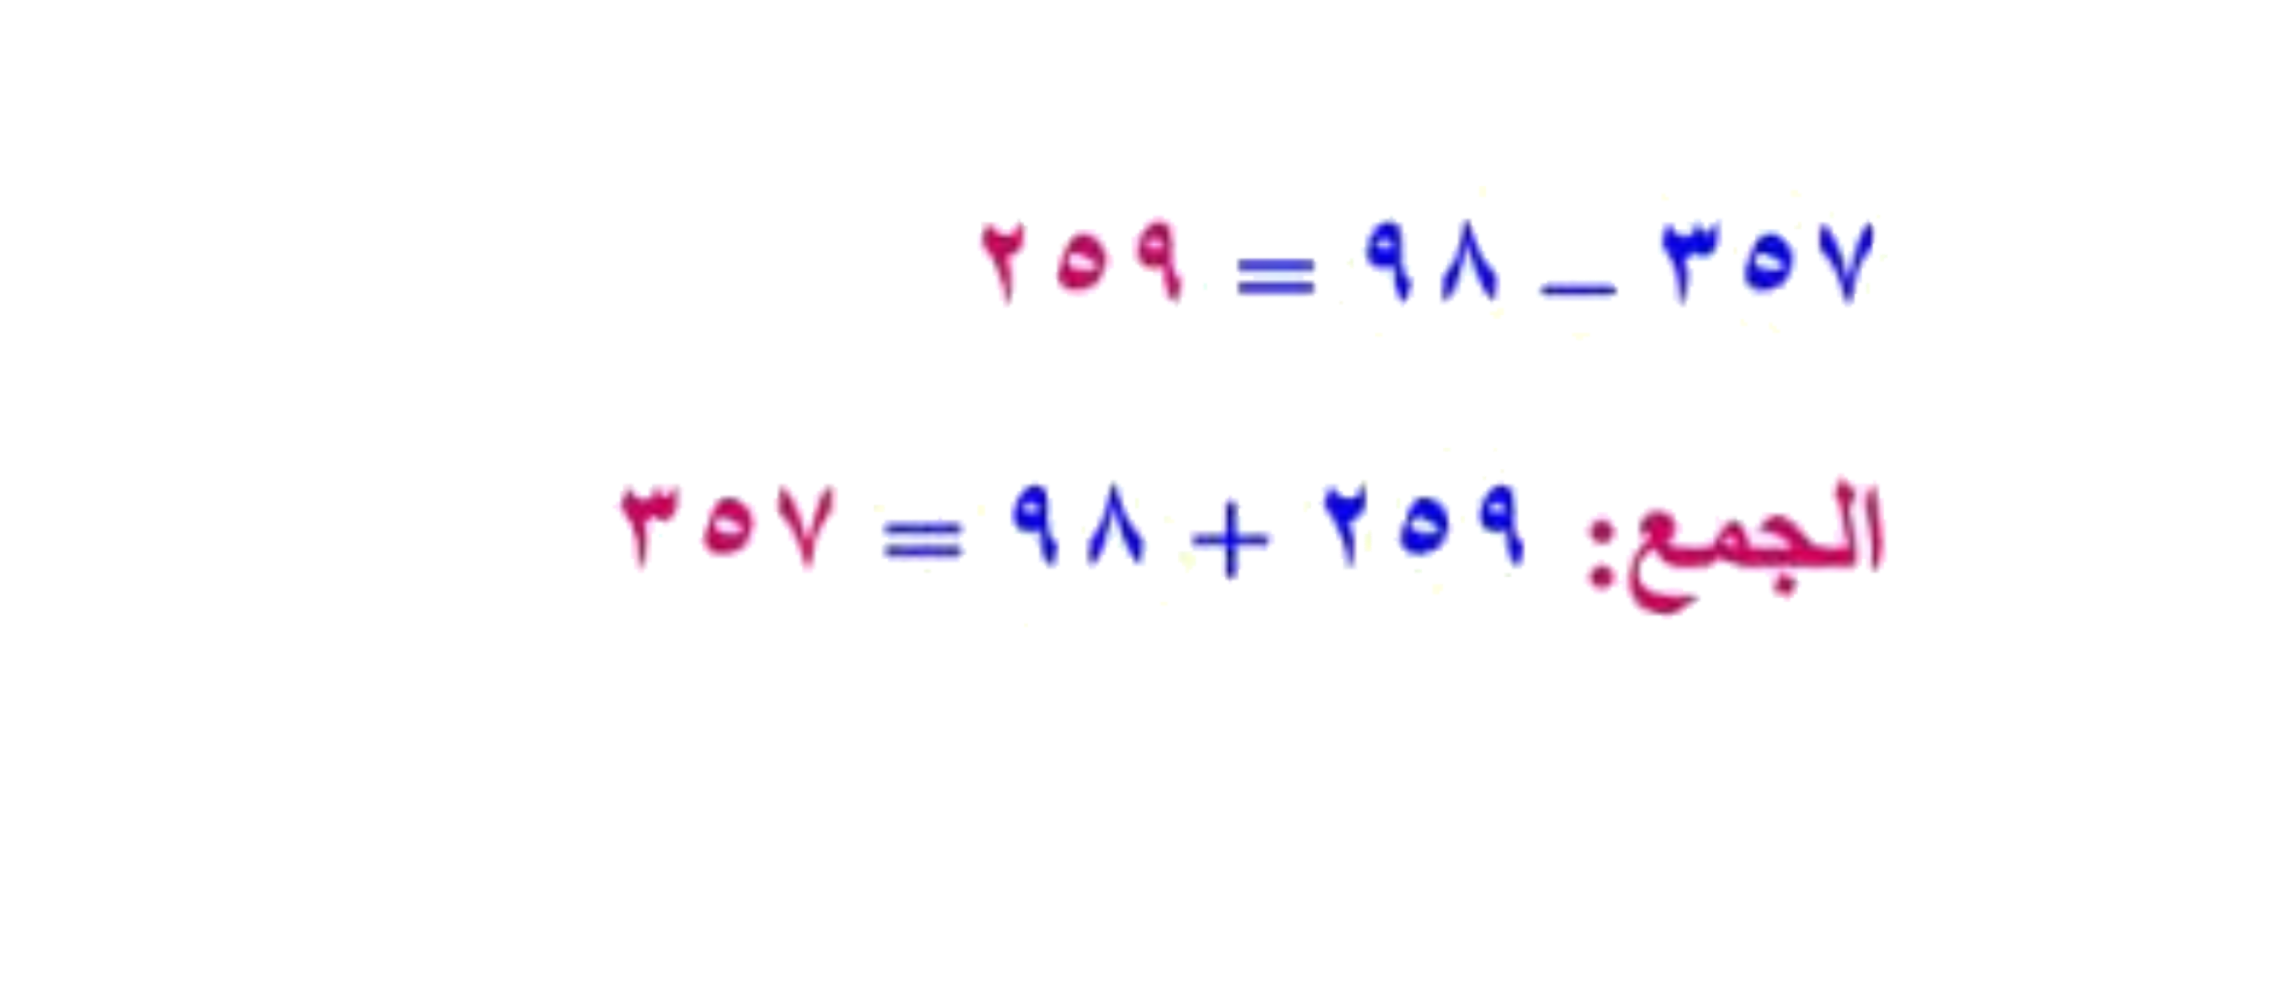 ٣٥٧ – ٩٨ = ٢٥٩
الجمع: ٢٥٩ + ٩٨ = ٣٥٧